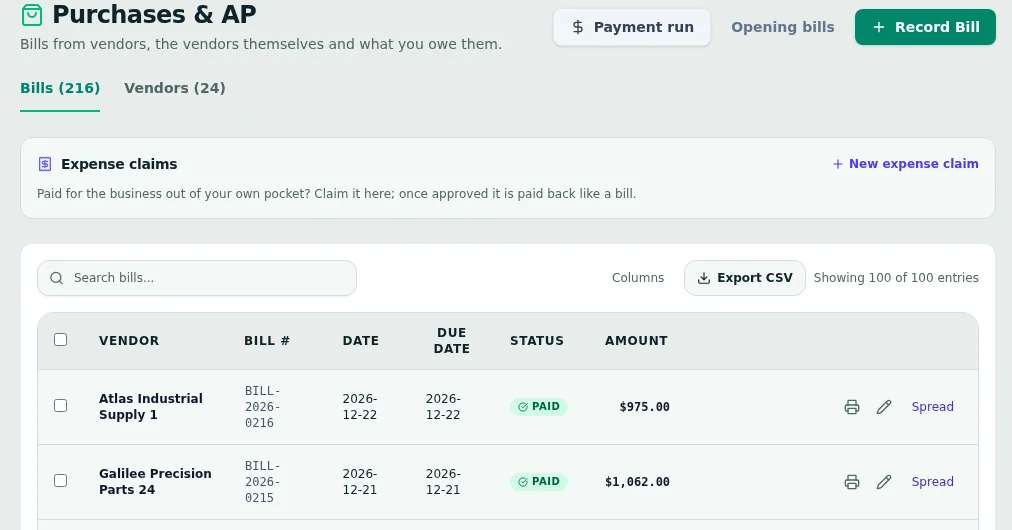 Purchases & AP
Bills from vendors, the vendors themselves and what you owe them.
Payment run
Opening bills
Record Bill
Bills (216)
Vendors (24)
Expense claims
New expense claim
Paid for the business out of your own pocket? Claim it here; once approved it is paid back like a bill.
Search bills...
Columns
Export CSV
Showing 100 of 100 entries
VENDOR
BILL #
DATE
DUE
DATE
STATUS
AMOUNT
Atlas Industrial
Supply 1
BILL-
2026-
0216
2026-
12-22
2026-
12-22
PAID
$975.00
Spread
Galilee Precision
Parts 24
BILL-
2026-
0215
2026-
12-21
2026-
12-21
PAID
$1,062.00
Spread